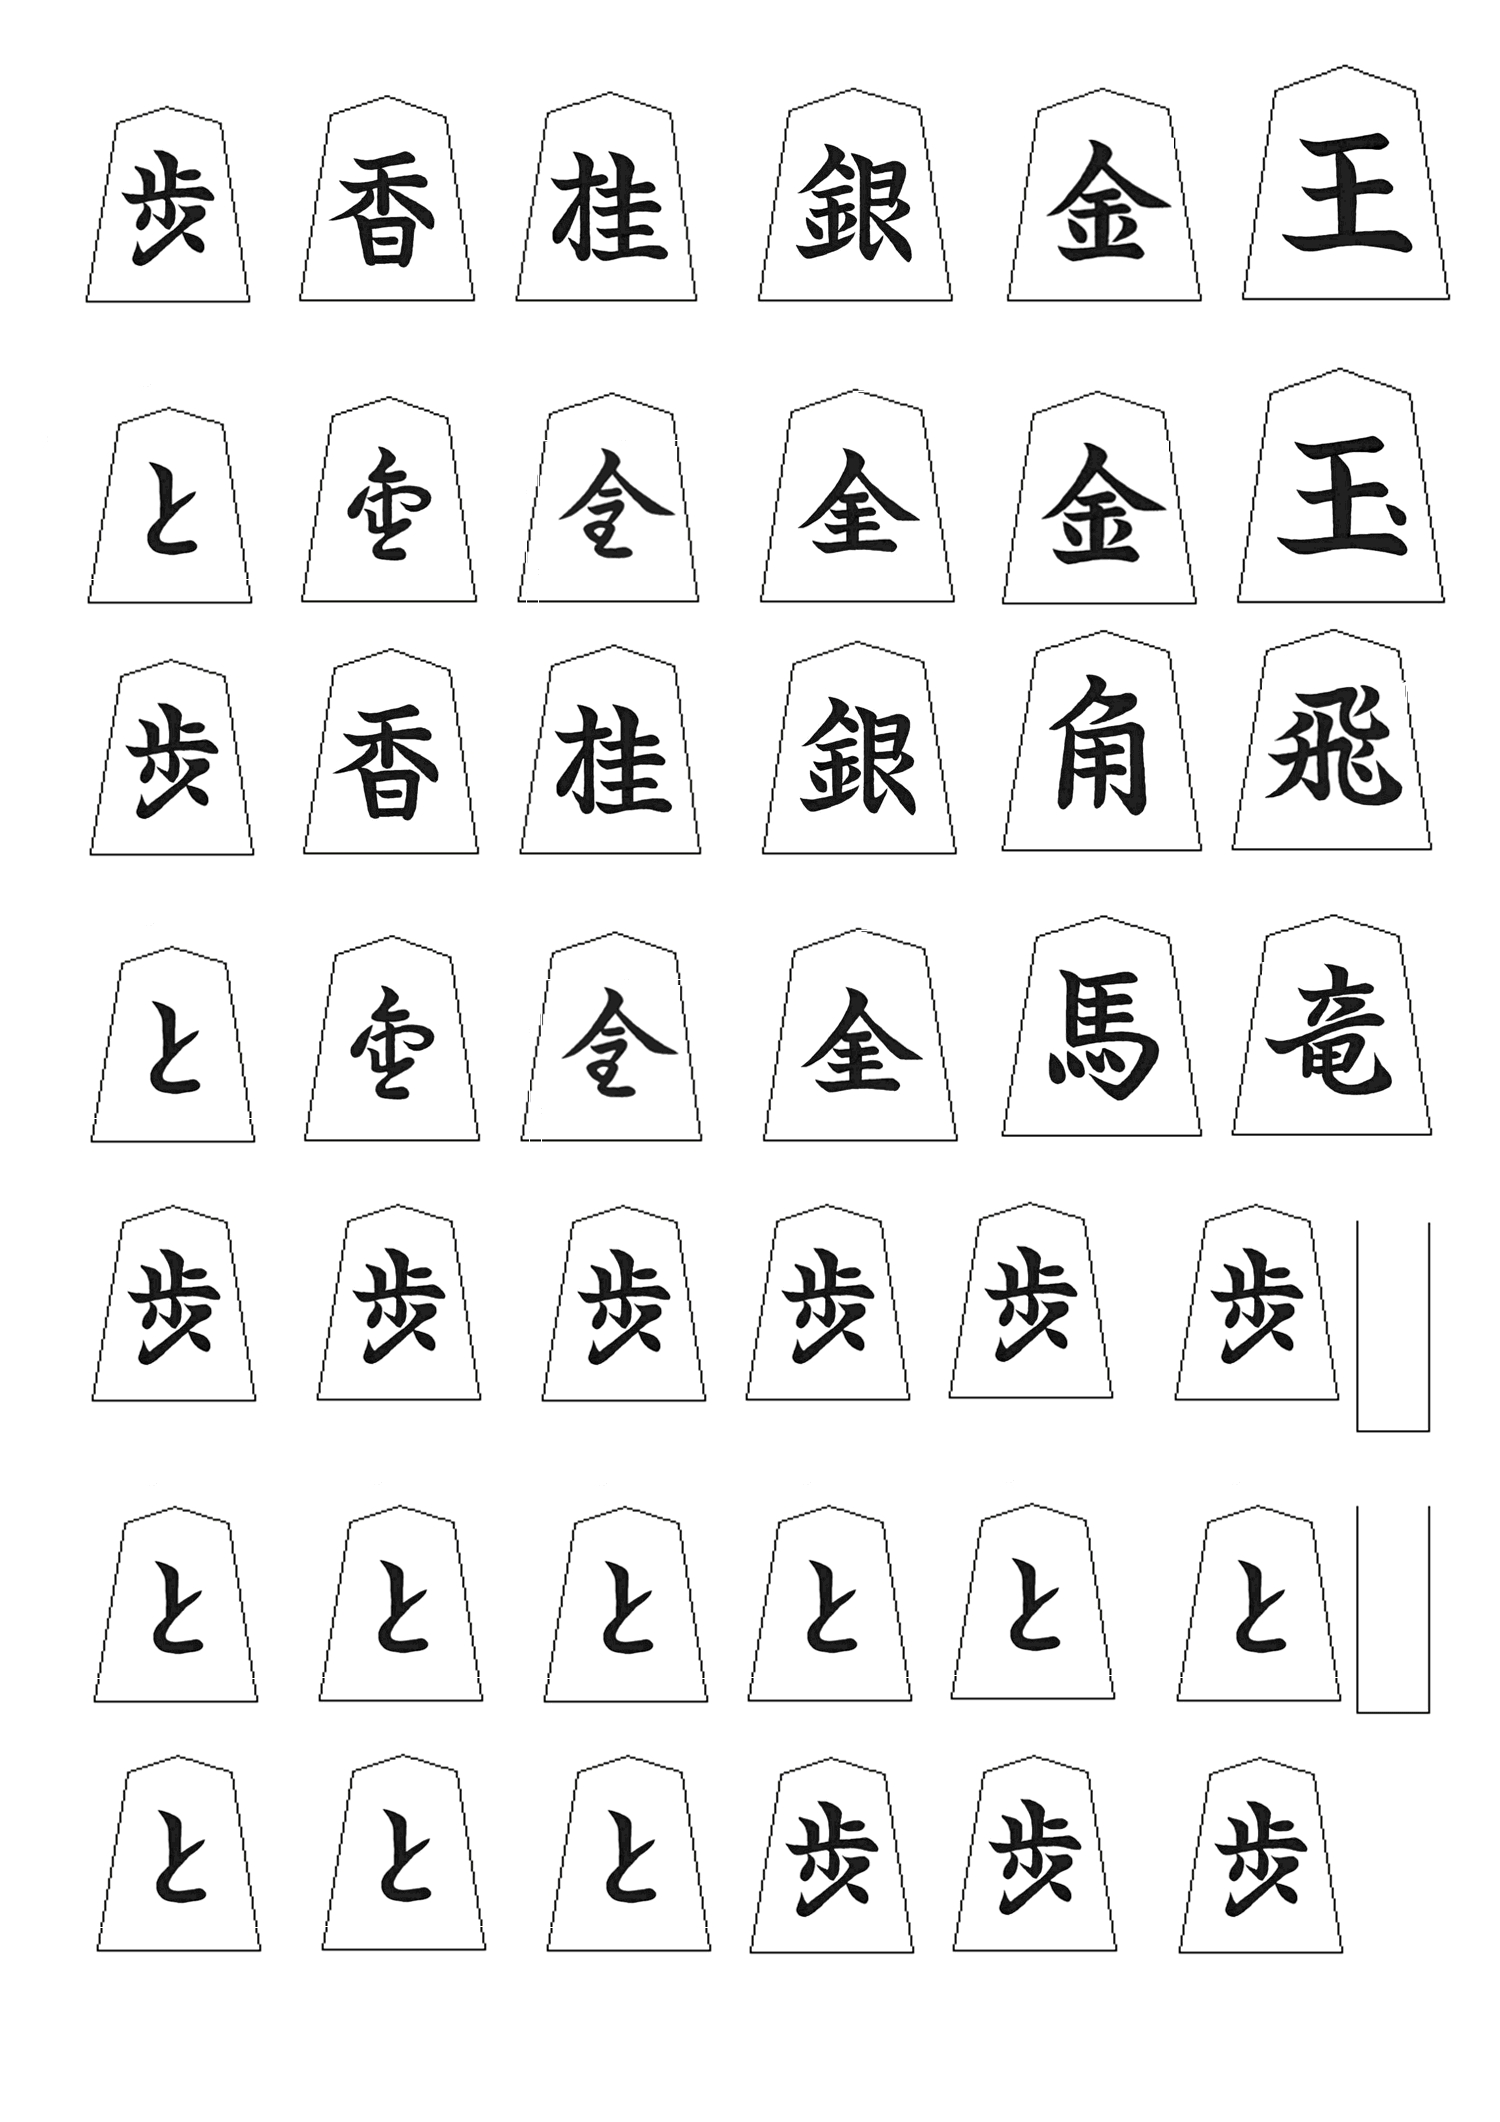 歩 香 桂 銀 金 王
と 杏 圭 全 金 玉
歩 香 桂 銀 角 飛
と 杏 圭 全 馬 竜
歩 歩 歩 歩 歩 歩
と と と と と と
と と と 歩 歩 歩